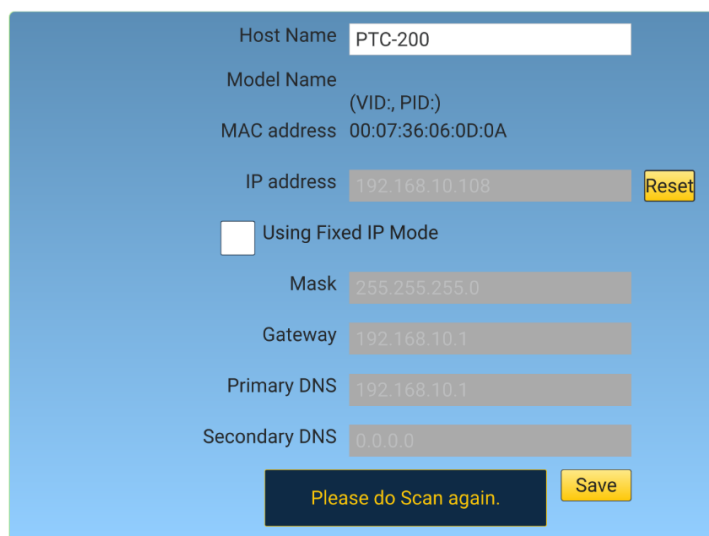 Host Name PTC-200
Model Name
(VID:, PID:)
MAC address 00:07:36:06:0D:0A
IP address 192.168.10.108 Reset
Using Fixed IP Mode
Mask 255.255.255.0
Gateway 192.168.10.1
Primary DNS 192.168.10.1
Secondary DNS 0.0.0.0
Please do Scan again. Save